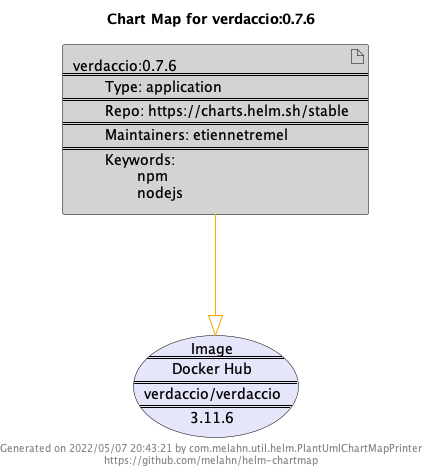 Chart Map for verdaccio:0.7.6
verdaccio:0.7.6
Type: application
Repo: https://charts.helm.sh/stable
Maintainers: etiennetremel
Keywords:
npm
nodejs
Image
Docker Hub
verdaccio/verdaccio
3.11.6
Generated on 2022/05/07 20:43:21 by com.melahn.util.helm.PlantUmlChartMapPrinter
https://github.com/melahn/helm-chartmap